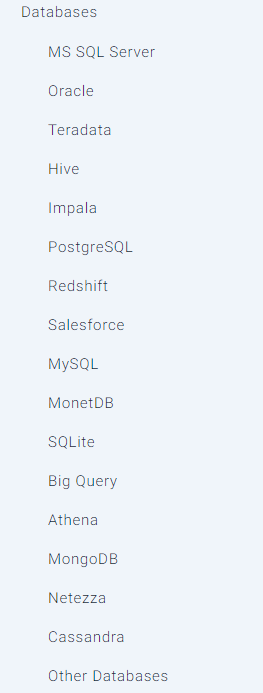 Databases
MS SQL Server
Oracle
Teradata
Hive
Impala
PostgreSQL
Redshift
Salesforce
MySQL
MonetDB
SQLite
Big Query
Athena
MongoDB
Netezza
Cassandra
Other Databases